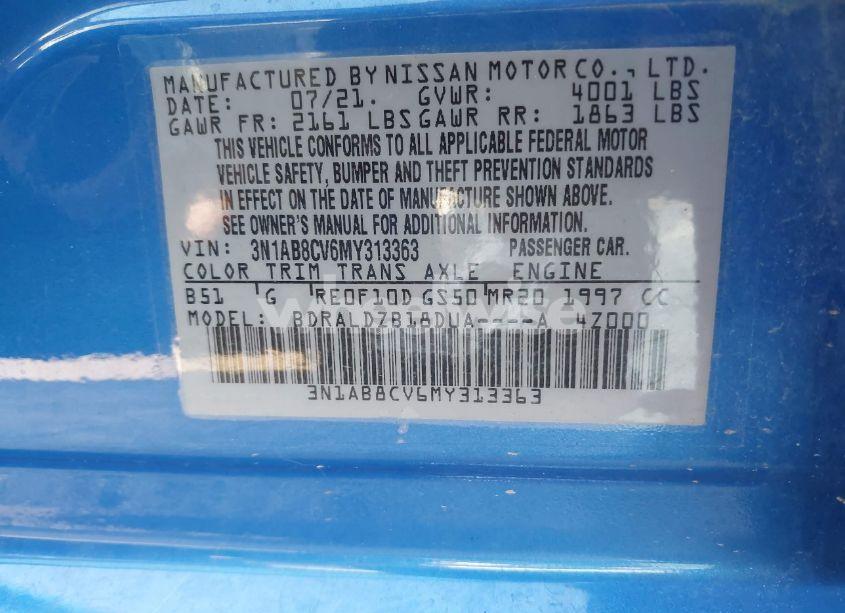 MANUFACTURED BY NISSAN MOTOR CO., LTD.
DATE: 07/21. GVWR: 4001 LBS
GAWR FR: 2161 LBS GAWR RR: 1863 LBS
THIS VEHICLE CONFORMS TO ALL APPLICABLE FEDERAL MOTOR
VEHICLE SAFETY, BUMPER AND THEFT PREVENTION STANDARDS
IN EFFECT ON THE DATE OF MANUFACTURE SHOWN ABOVE.
SEE OWNER'S MANUAL FOR ADDITIONAL INFORMATION.
VIN: 3N1AB8CV6MY313363 PASSENGER CAR.
COLOR TRIM TRANS AXLE ENGINE
B51 G RE0F10D GS50 MR20 1997 CC
MODEL: BDRALDZB18DUA----A 4Z000
3N1AB8CV6MY313363